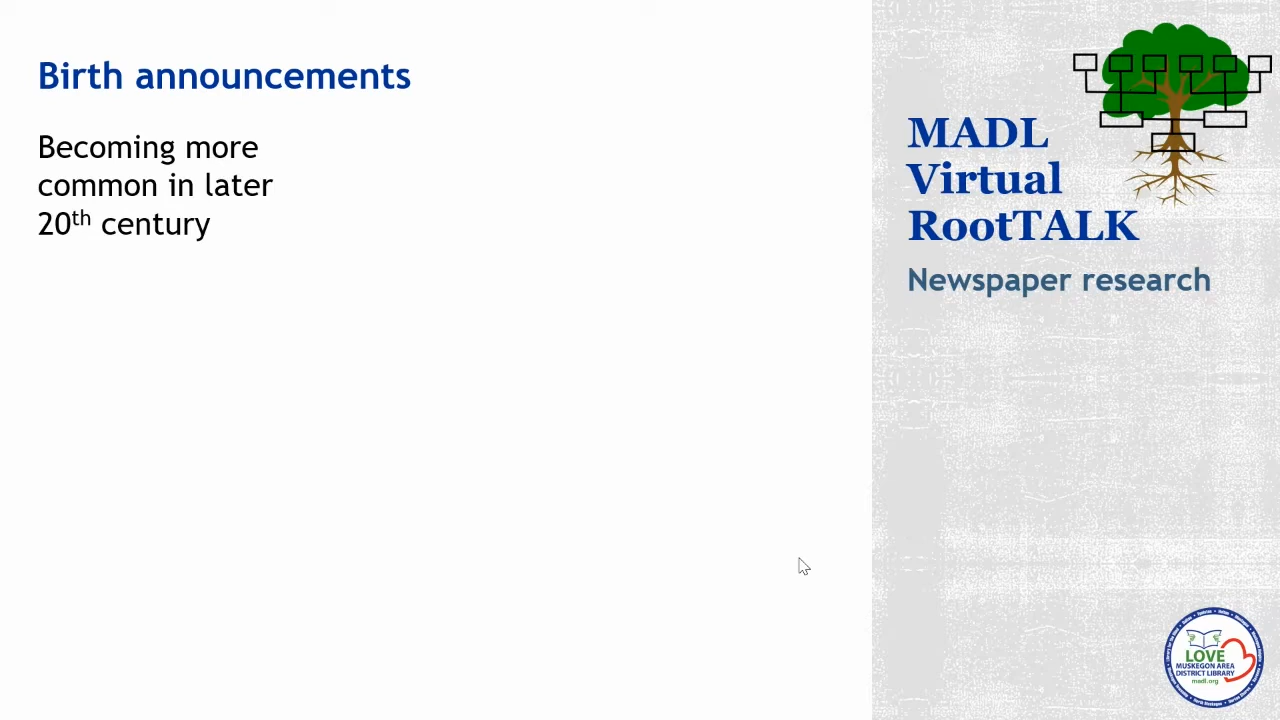 Birth announcements
Becoming more
common in later
20th century
MADL
Virtual
RootTALK
Newspaper research
LOVE
MUSKEGON AREA
DISTRICT LIBRARY
madl.org